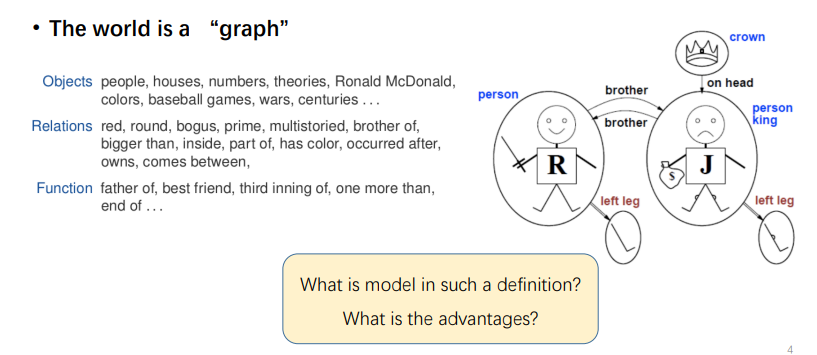 • The world is a “graph”
Objects people, houses, numbers, theories, Ronald McDonald,
colors, baseball games, wars, centuries . . .
Relations red, round, bogus, prime, multistoried, brother of,
bigger than, inside, part of, has color, occurred after,
owns, comes between,
Function father of, best friend, third inning of, one more than,
end of . . .
crown
on head
person
brother
brother
person
king
R
J
$
left leg
left leg
What is model in such a definition?
What is the advantages?
4